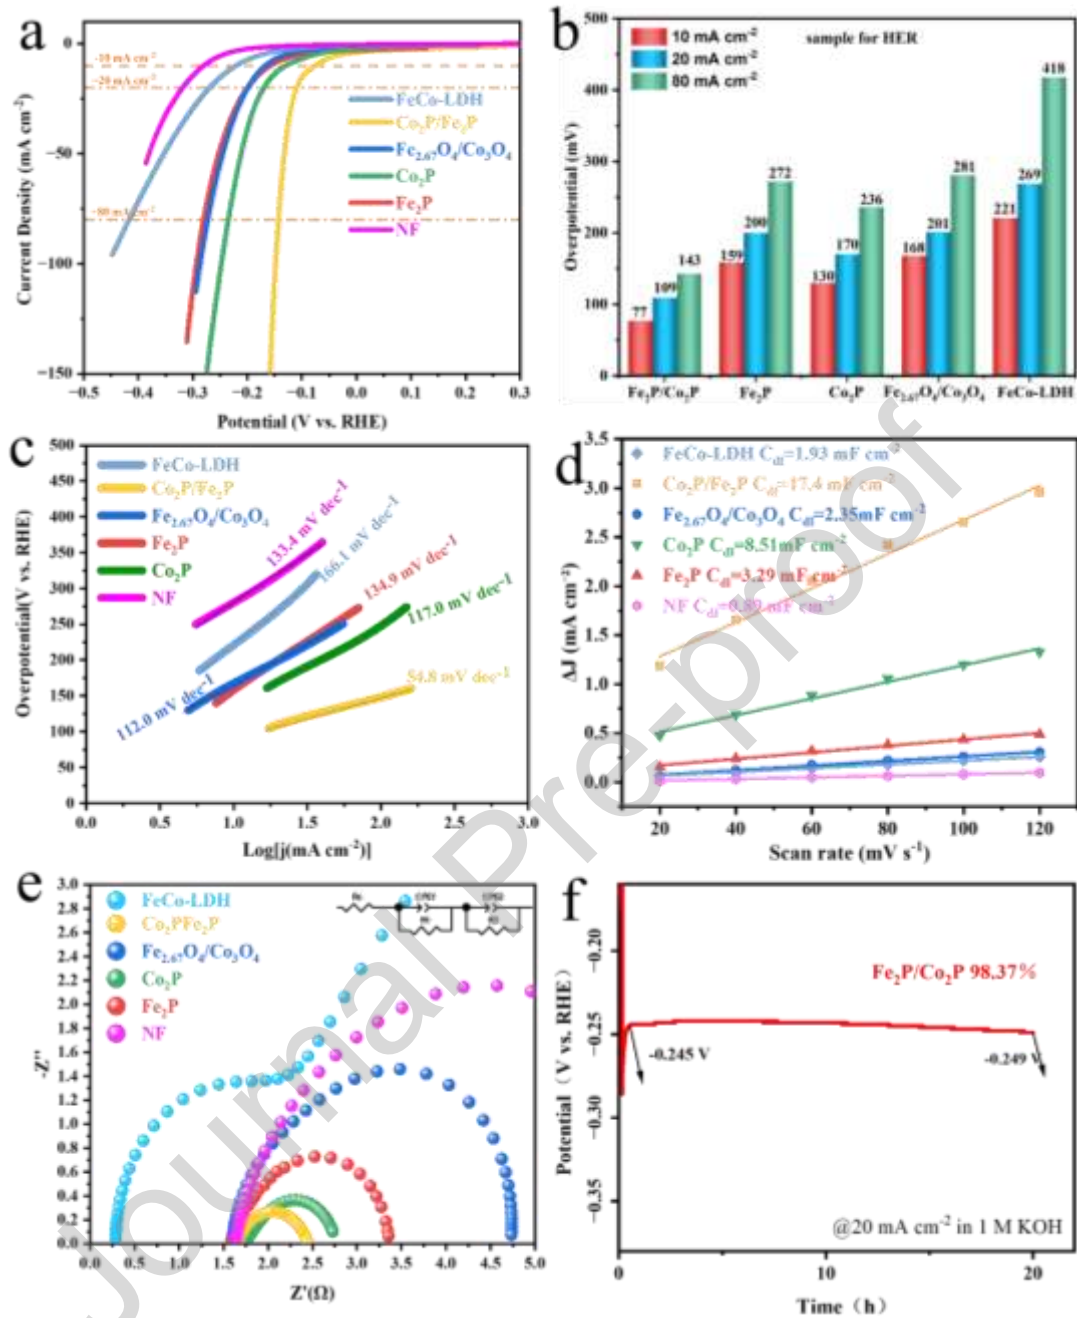 a
0
-10 mA cm⁻²
-20 mA cm⁻²
−50
−80 mA cm⁻²
−100
−150
−0.5 −0.4 −0.3 −0.2 −0.1 0.0 0.1 0.2 0.3
Current Density (mA cm⁻²)
Potential (V vs. RHE)
FeCo-LDH
Co₂P/Fe₂P
Fe₂.₆₇O₄/Co₃O₄
Co₂P
Fe₂P
NF
b
10 mA cm⁻²
20 mA cm⁻²
80 mA cm⁻²
sample for HER
500
400
300
200
100
0
Overpotential (mV)
77 109 143
159 200 272
130 170 236
168 201 281
221 269 418
Fe₂P/Co₂P Fe₂P Co₂P Fe₂.₆₇O₄/Co₃O₄ FeCo-LDH
c
500
450
400
350
300
250
200
150
100
50
0
0.0 0.5 1.0 1.5 2.0 2.5 3.0
Overpotential(V vs. RHE)
Log[j(mA cm⁻²)]
FeCo-LDH
Co₂P/Fe₂P
Fe₂.₆₇O₄/Co₃O₄
Fe₂P
Co₂P
NF
133.4 mV dec⁻¹
166.1 mV dec⁻¹
134.9 mV dec⁻¹
117.0 mV dec⁻¹
54.8 mV dec⁻¹
112.0 mV dec⁻¹
d
3.5
3.0
2.5
2.0
1.5
1.0
0.5
0.0
20 40 60 80 100 120
ΔJ (mA cm⁻²)
Scan rate (mV s⁻¹)
FeCo-LDH Cdl=1.93 mF cm⁻²
Co₂P/Fe₂P Cdl=17.4 mF cm⁻²
Fe₂.₆₇O₄/Co₃O₄ Cdl=2.35mF cm⁻²
Co₂P Cdl=8.51mF cm⁻²
Fe₂P Cdl=3.29 mF cm⁻²
NF Cdl=0.89 mF cm⁻²
e
3.0
2.8
2.6
2.4
2.2
2.0
1.8
1.6
1.4
1.2
1.0
0.8
0.6
0.4
0.2
0.0
0.0 0.5 1.0 1.5 2.0 2.5 3.0 3.5 4.0 4.5 5.0
-Z''
Z'(Ω)
FeCo-LDH
Co₂PFe₂P
Fe₂.₆₇O₄/Co₃O₄
Co₂P
Fe₂P
NF
f
−0.20
−0.25
−0.30
−0.35
0 10 20
Potential (V vs. RHE)
Time (h)
Fe₂P/Co₂P 98.37%
-0.245 V
-0.249 V
@20 mA cm⁻² in 1 M KOH
Journal Pre-proof